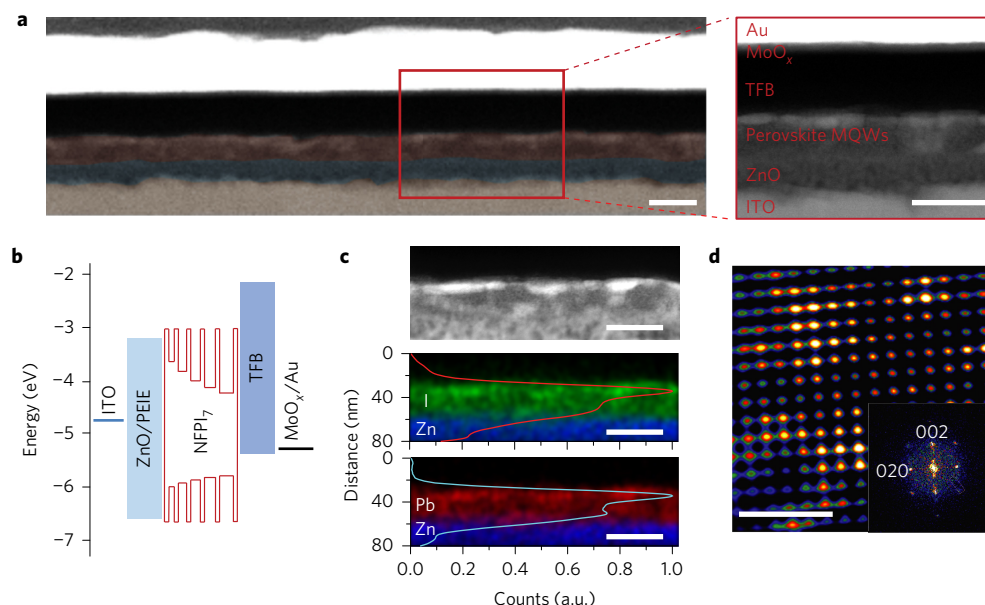 a
Au
MoOₓ
TFB
Perovskite MQWs
ZnO
ITO
b
−2
−3
−4
−5
−6
−7
Energy (eV)
ITO
ZnO/PEIE
NFPI₇
TFB
MoOₓ/Au
c
0
40
80
I
Zn
0
40
80
Pb
Zn
Distance (nm)
0.0 0.2 0.4 0.6 0.8 1.0
Counts (a.u.)
d
002
020